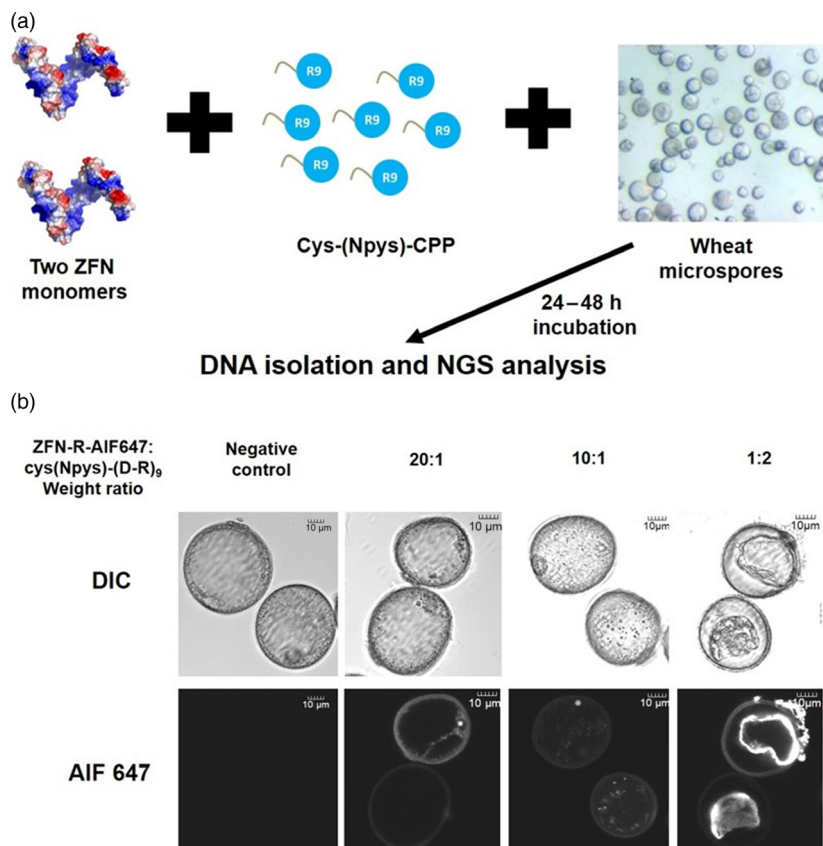 (a)
R9
R9
R9
R9
R9
R9
R9
Two ZFN
monomers
Cys-(Npys)-CPP
Wheat
microspores
24–48 h
incubation
DNA isolation and NGS analysis
(b)
ZFN-R-AIF647:
cys(Npys)-(D-R)₉
Weight ratio
Negative
control
20:1
10:1
1:2
DIC
10 µm
10 µm
10µm
10µm
AIF 647
10 µm
10 µm
10µm
10µm